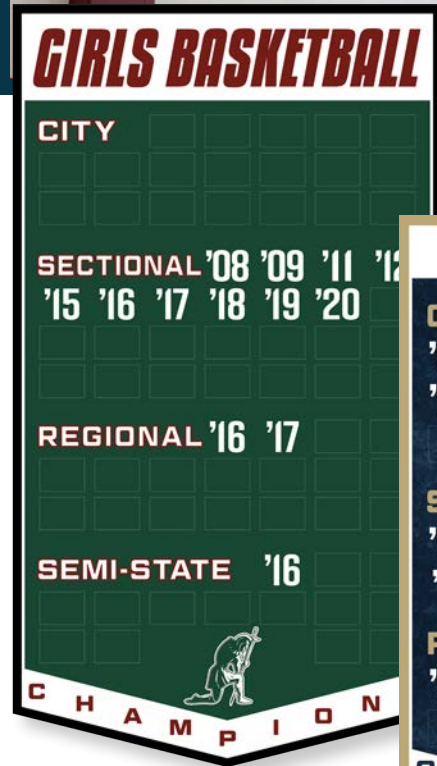 GIRLS BASKETBALL
CITY
SECTIONAL '08 '09 '11 '12
'15 '16 '17 '18 '19 '20
REGIONAL '16 '17
SEMI-STATE '16
CHAMPION